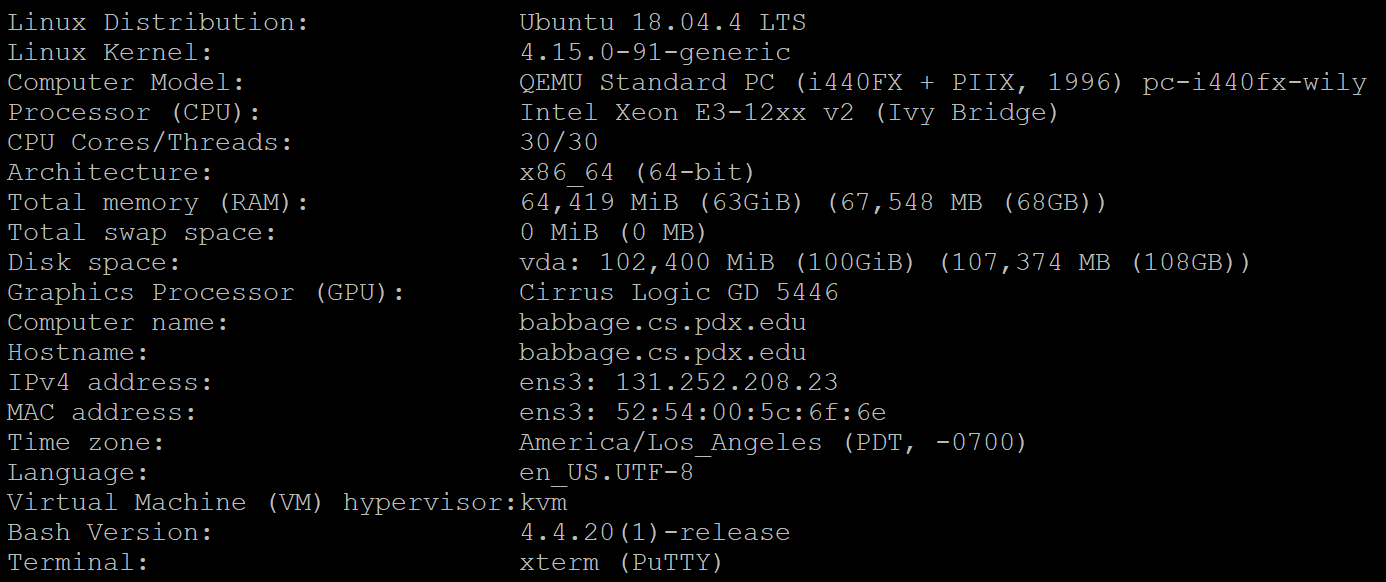 Linux Distribution: Ubuntu 18.04.4 LTS
Linux Kernel: 4.15.0-91-generic
Computer Model: QEMU Standard PC (i440FX + PIIX, 1996) pc-i440fx-wily
Processor (CPU): Intel Xeon E3-12xx v2 (Ivy Bridge)
CPU Cores/Threads: 30/30
Architecture: x86_64 (64-bit)
Total memory (RAM): 64,419 MiB (63GiB) (67,548 MB (68GB))
Total swap space: 0 MiB (0 MB)
Disk space: vda: 102,400 MiB (100GiB) (107,374 MB (108GB))
Graphics Processor (GPU): Cirrus Logic GD 5446
Computer name: babbage.cs.pdx.edu
Hostname: babbage.cs.pdx.edu
IPv4 address: ens3: 131.252.208.23
MAC address: ens3: 52:54:00:5c:6f:6e
Time zone: America/Los_Angeles (PDT, -0700)
Language: en_US.UTF-8
Virtual Machine (VM) hypervisor:kvm
Bash Version: 4.4.20(1)-release
Terminal: xterm (PuTTY)